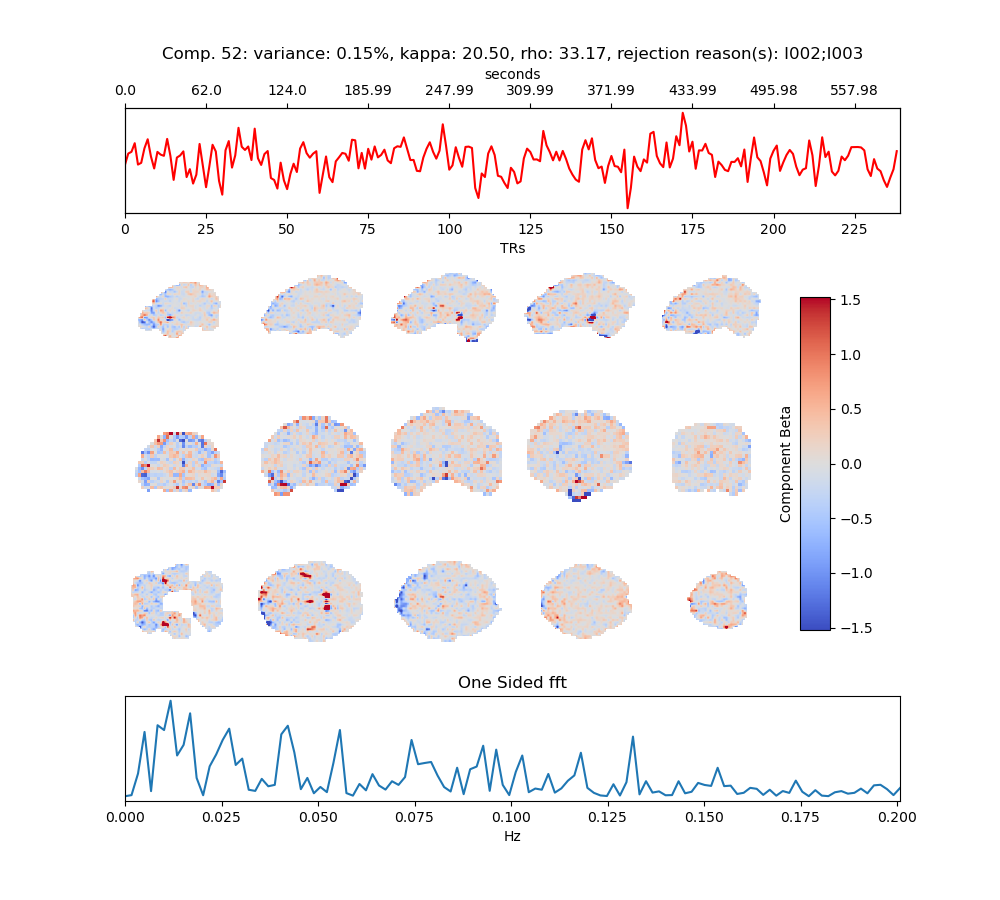 Comp. 52: variance: 0.15%, kappa: 20.50, rho: 33.17, rejection reason(s): I002;I003
seconds
0.0 62.0 124.0 185.99 247.99 309.99 371.99 433.99 495.98 557.98
0 25 50 75 100 125 150 175 200 225
TRs
1.5
1.0
0.5
0.0
−0.5
−1.0
−1.5
Component Beta
One Sided fft
0.000 0.025 0.050 0.075 0.100 0.125 0.150 0.175 0.200
Hz